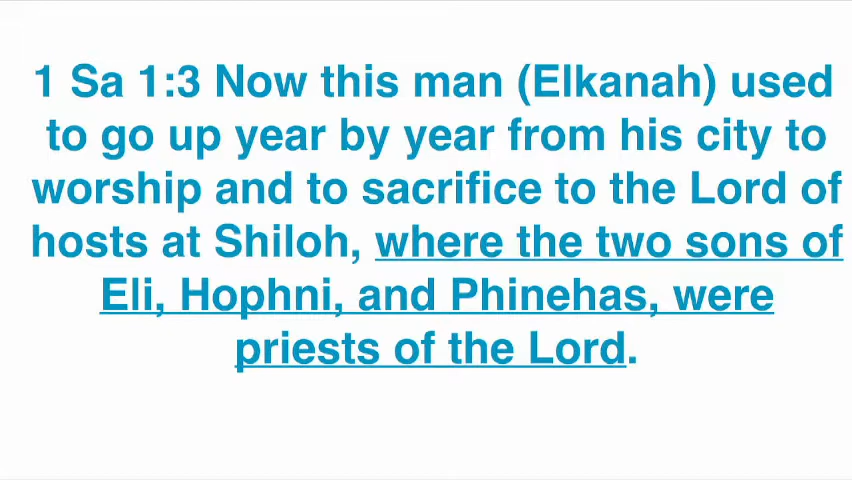 1 Sa 1:3 Now this man (Elkanah) used
to go up year by year from his city to
worship and to sacrifice to the Lord of
hosts at Shiloh, where the two sons of
Eli, Hophni, and Phinehas, were
priests of the Lord.